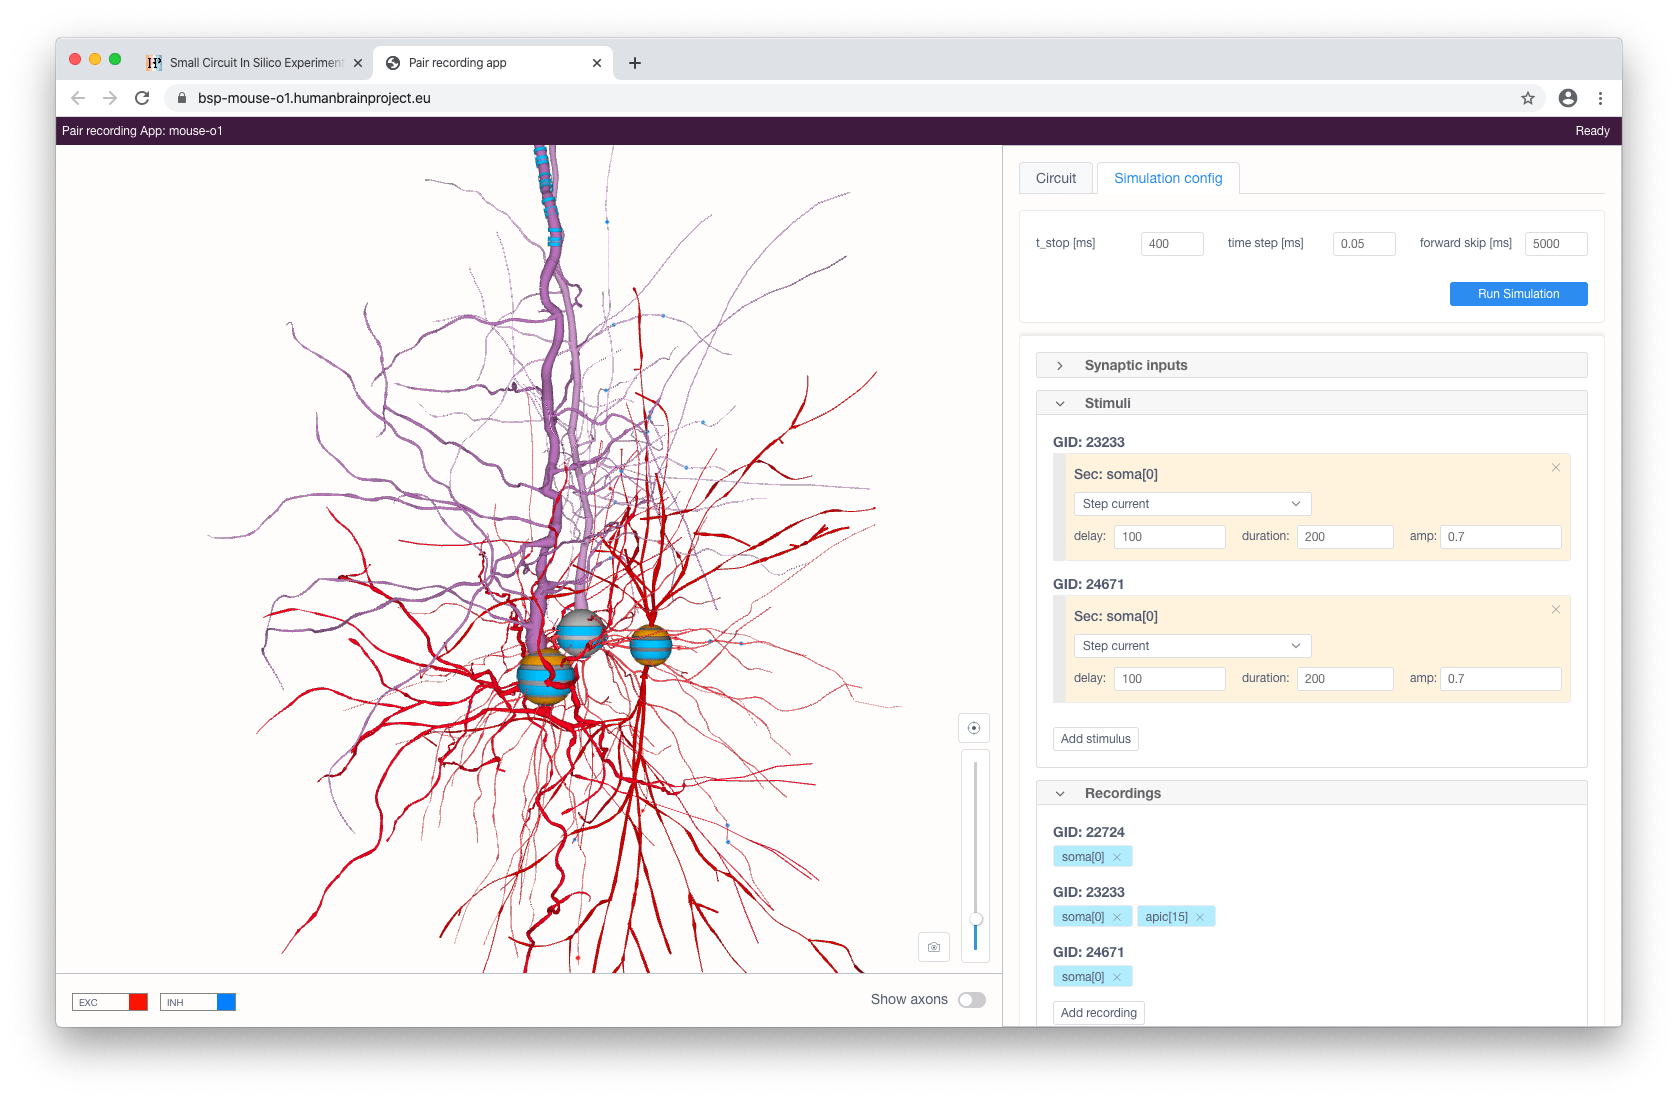 Small Circuit In Silico Experiment
Pair recording app
bsp-mouse-o1.humanbrainproject.eu
Pair recording App: mouse-o1
Ready
Circuit
Simulation config
t_stop [ms]
400
time step [ms]
0.05
forward skip [ms]
5000
Run Simulation
Synaptic inputs
Stimuli
GID: 23233
Sec: soma[0]
Step current
delay:
100
duration:
200
amp:
0.7
GID: 24671
Sec: soma[0]
Step current
delay:
100
duration:
200
amp:
0.7
Add stimulus
Recordings
GID: 22724
soma[0]
GID: 23233
soma[0]
apic[15]
GID: 24671
soma[0]
Add recording
EXC
INH
Show axons